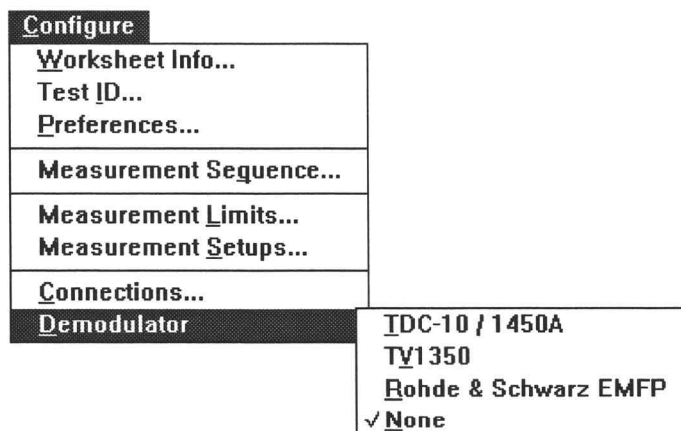 Configure
Worksheet Info...
Test ID...
Preferences...
Measurement Sequence...
Measurement Limits...
Measurement Setups...
Connections...
Demodulator
TDC-10 / 1450A
TV1350
Rohde & Schwarz EMFP
✓ None